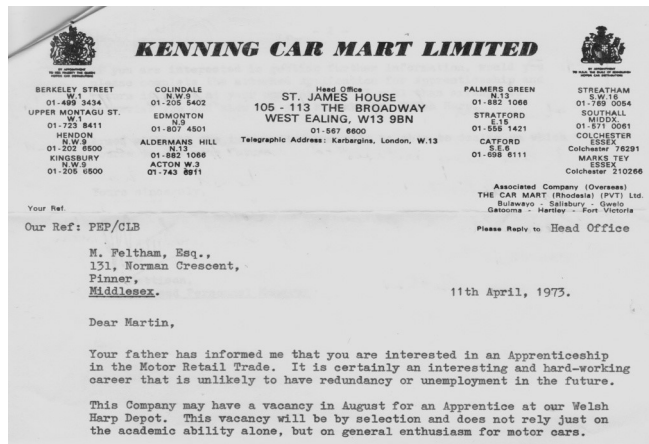 KENNING CAR MART LIMITED
BERKELEY STREET
W.1
01-499 3434
UPPER MONTAGU ST.
W.1
01-723 8411
HENDON
N.W.9
01-202 6500
KINGSBURY
N.W.9
01-205 6500
COLINDALE
N.W.9
01-205 5402
EDMONTON
N.9
01-807 4501
ALDERMANS HILL
N.13
01-882 1066
ACTON W.3
01-743 6911
Head Office
ST. JAMES HOUSE
105 - 113 THE BROADWAY
WEST EALING, W13 9BN
01-567 6600
Telegraphic Address: Karbargins, London, W.13
PALMERS GREEN
N.13
01-882 1066
STRATFORD
E.15
01-555 1421
CATFORD
S.E.6
01-698 6111
STREATHAM
S.W.16
01-769 0054
SOUTHALL
MIDDX.
01-571 0061
COLCHESTER
ESSEX
Colchester 76291
MARKS TEY
ESSEX
Colchester 210266
Associated Company (Overseas)
THE CAR MART (Rhodesia) (PVT) Ltd.
Bulawayo - Salisbury - Gwelo
Gatooma - Hartley - Fort Victoria
Your Ref.
Our Ref: PEP/CLB
Please Reply to Head Office
M. Feltham, Esq.,
131, Norman Crescent,
Pinner,
Middlesex.
11th April, 1973.
Dear Martin,
Your father has informed me that you are interested in an Apprenticeship
in the Motor Retail Trade. It is certainly an interesting and hard-working
career that is unlikely to have redundancy or unemployment in the future.
This Company may have a vacancy in August for an Apprentice at our Welsh
Harp Depot. This vacancy will be by selection and does not rely just on
the academic ability alone, but on general enthusiasm for motor cars.